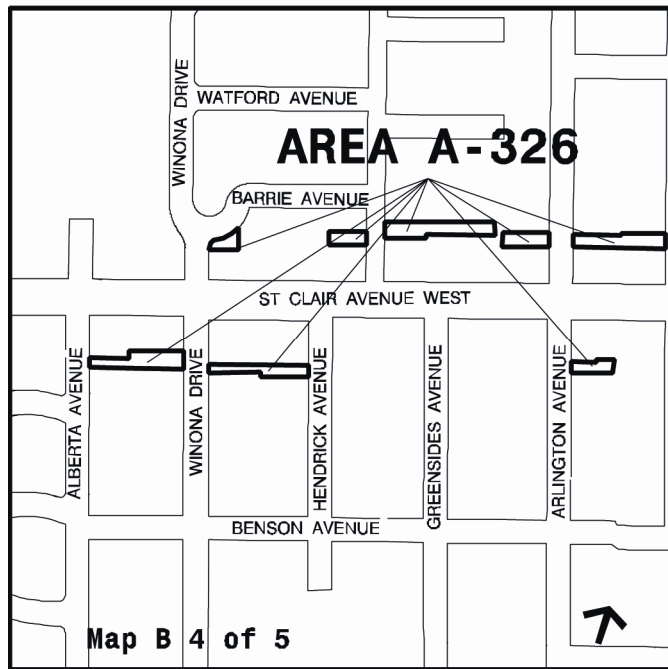 WINONA DRIVE
WATFORD AVENUE
AREA A-326
BARRIE AVENUE
ST CLAIR AVENUE WEST
ALBERTA AVENUE
WINONA DRIVE
HENDRICK AVENUE
GREENSIDES AVENUE
ARLINGTON AVENUE
BENSON AVENUE
Map B 4 of 5